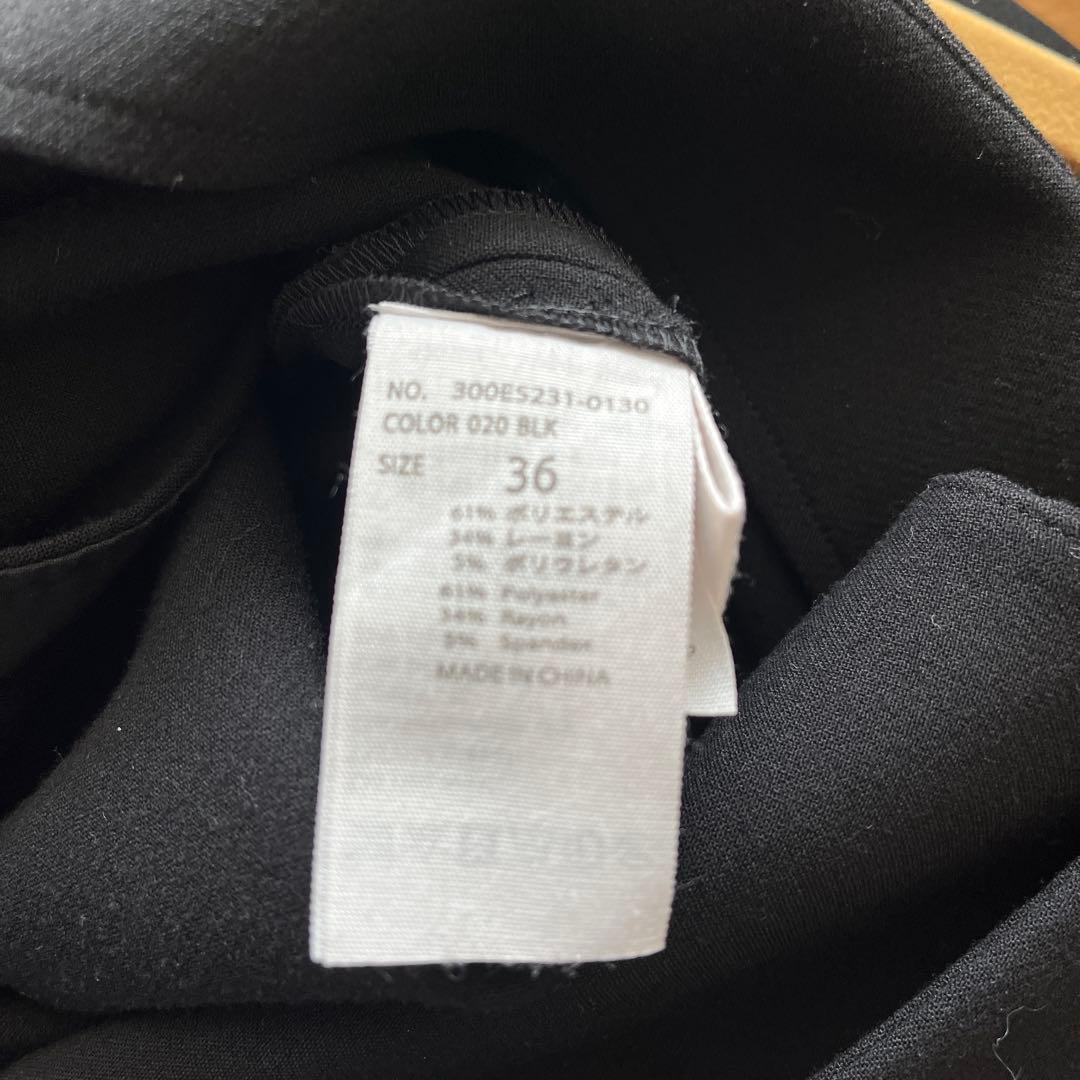 NO. 300ES231-0130
COLOR 020 BLK
SIZE 36
61% ポリエステル
34% レーヨン
5% ポリウレタン
61% Polyester
34% Rayon
5% Spandex
MADE IN CHINA